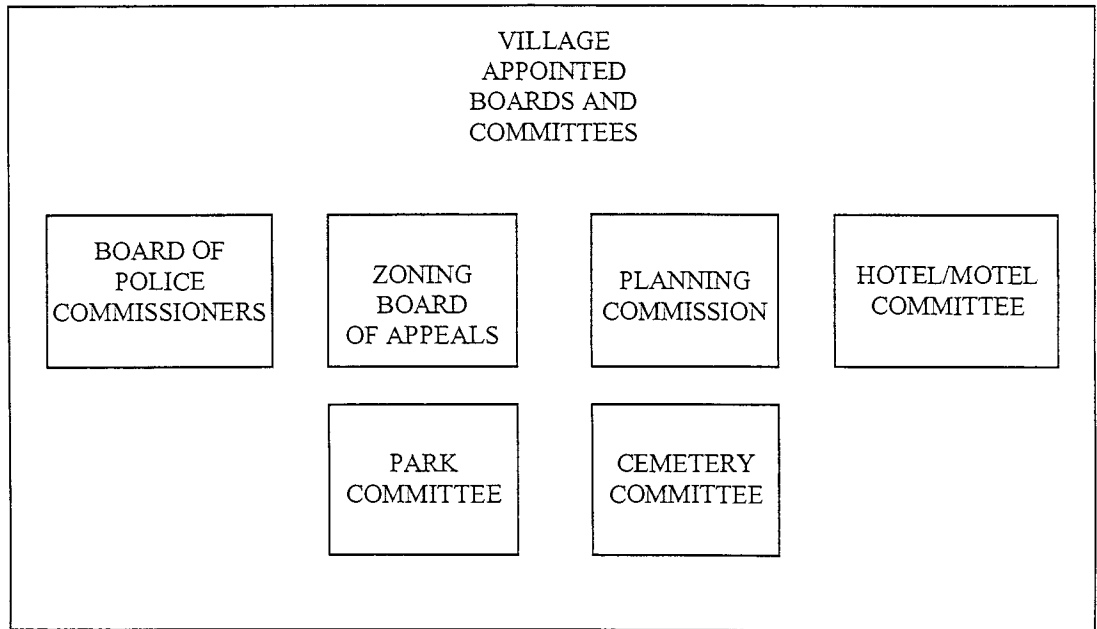 VILLAGE
APPOINTED
BOARDS AND
COMMITTEES
BOARD OF
POLICE
COMMISSIONERS
ZONING
BOARD
OF APPEALS
PLANNING
COMMISSION
HOTEL/MOTEL
COMMITTEE
PARK
COMMITTEE
CEMETERY
COMMITTEE